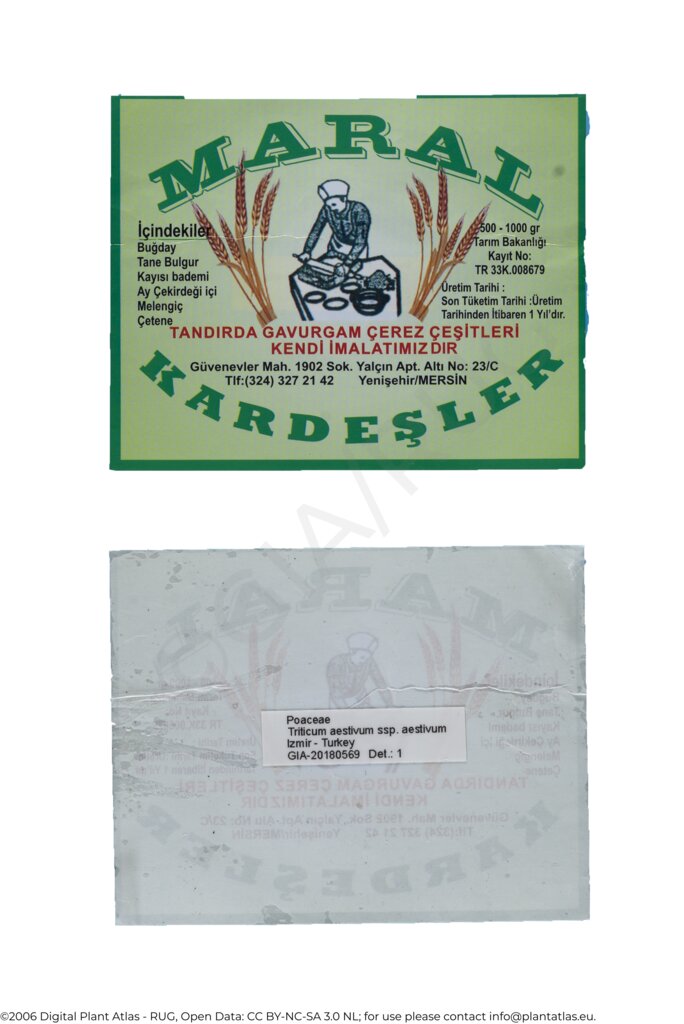 MARAL
İçindekiler
Buğday
Tane Bulgur
Kayısı bademi
Ay Çekirdeği içi
Melengiç
Çetene
500 - 1000 gr
Tarım Bakanlığı
Kayıt No:
TR 33K.008679
Üretim Tarihi :
Son Tüketim Tarihi :Üretim
Tarihinden İtibaren 1 Yıl'dır.
TANDIRDA GAVURGAM ÇEREZ ÇEŞİTLERİ
KENDİ İMALATIMIZDIR
Güvenevler Mah. 1902 Sok. Yalçın Apt. Altı No: 23/C
Tlf:(324) 327 21 42 Yenişehir/MERSİN
KARDEŞLER
Poaceae
Triticum aestivum ssp. aestivum
Izmir - Turkey
GIA-20180569 Det.: 1
©2006 Digital Plant Atlas - RUG, Open Data: CC BY-NC-SA 3.0 NL; for use please contact info@plantatlas.eu.